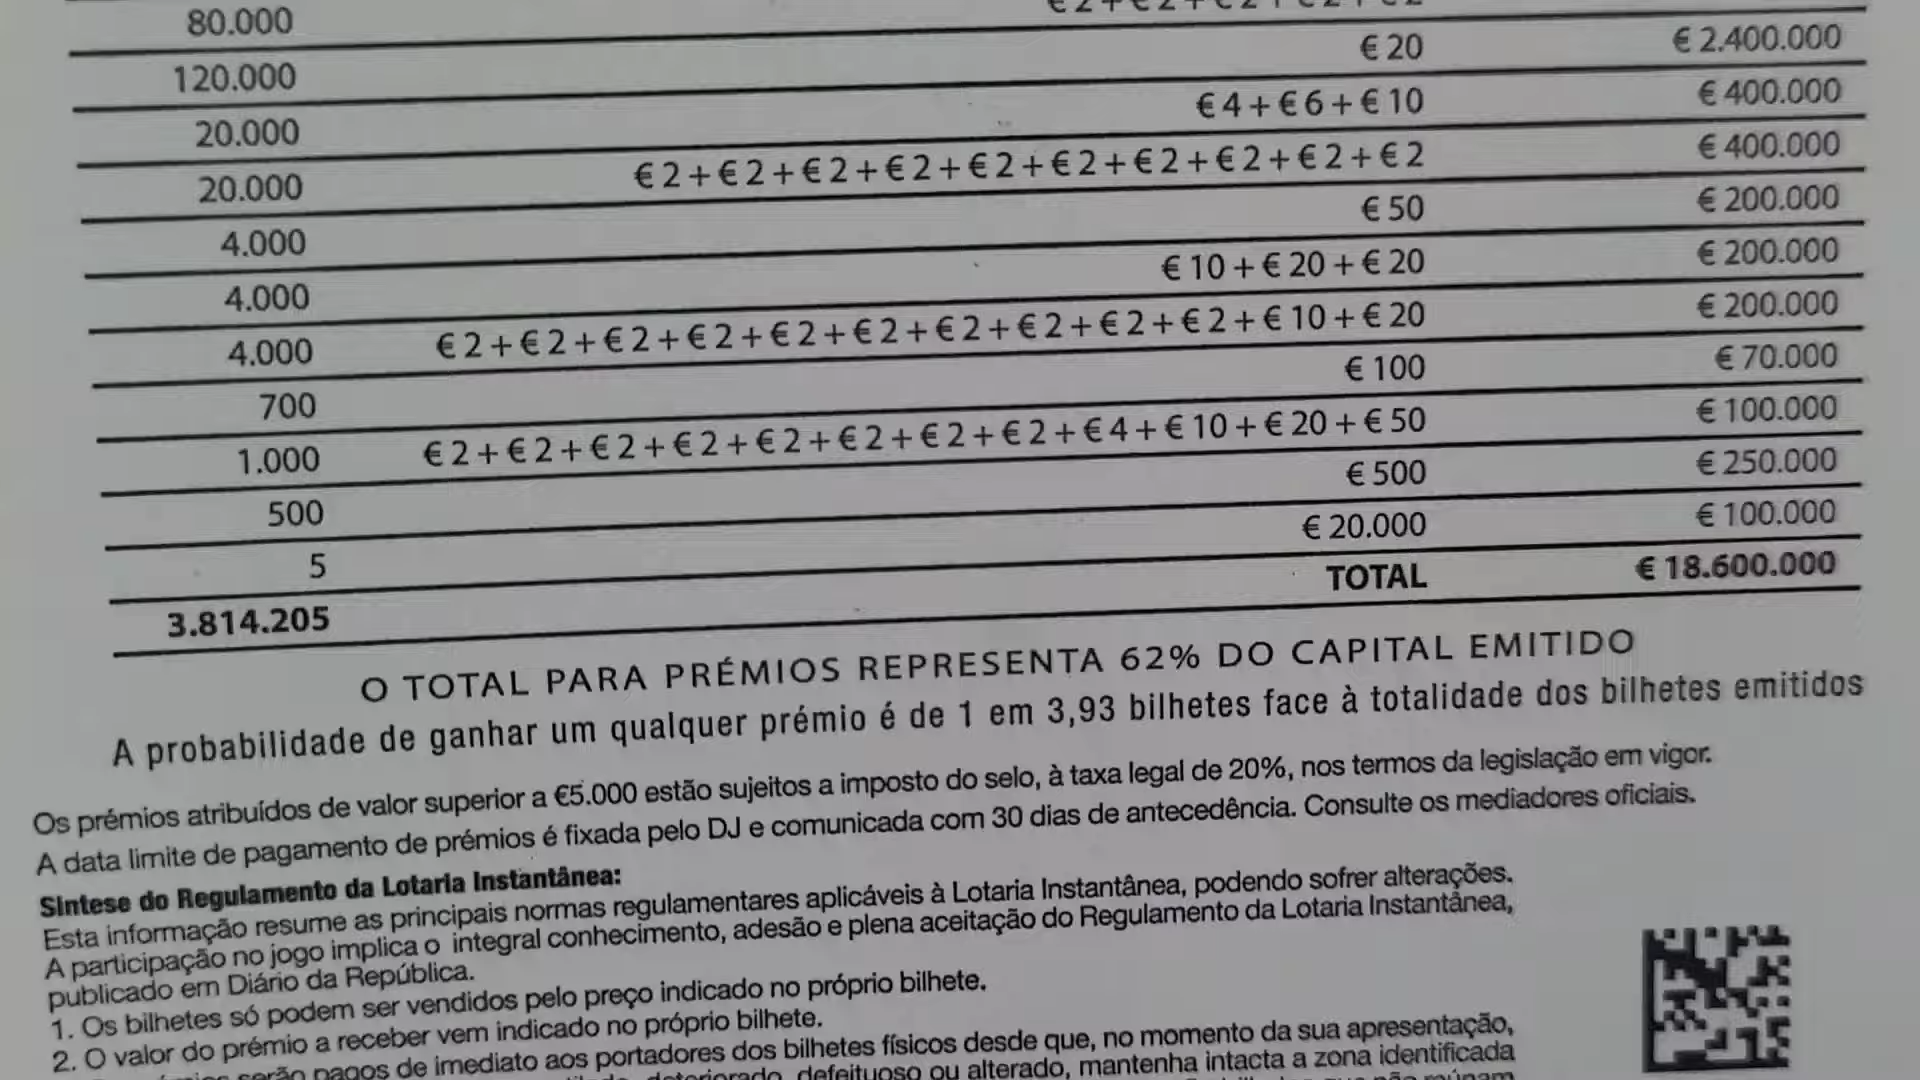 80.000
120.000 €20 €2.400.000
20.000 €4+€6+€10 €400.000
20.000 €2+€2+€2+€2+€2+€2+€2+€2+€2+€2 €400.000
4.000 €50 €200.000
4.000 €10+€20+€20 €200.000
4.000 €2+€2+€2+€2+€2+€2+€2+€2+€2+€2+€10+€20 €200.000
700 €100 €70.000
1.000 €2+€2+€2+€2+€2+€2+€2+€2+€4+€10+€20+€50 €100.000
500 €500 €250.000
5 €20.000 €100.000
3.814.205 TOTAL €18.600.000
O TOTAL PARA PRÉMIOS REPRESENTA 62% DO CAPITAL EMITIDO
A probabilidade de ganhar um qualquer prémio é de 1 em 3,93 bilhetes face à totalidade dos bilhetes emitidos
Os prémios atribuídos de valor superior a €5.000 estão sujeitos a imposto do selo, à taxa legal de 20%, nos termos da legislação em vigor.
A data limite de pagamento de prémios é fixada pelo DJ e comunicada com 30 dias de antecedência. Consulte os mediadores oficiais.
Síntese do Regulamento da Lotaria Instantânea:
Esta informação resume as principais normas regulamentares aplicáveis à Lotaria Instantânea, podendo sofrer alterações.
A participação no jogo implica o integral conhecimento, adesão e plena aceitação do Regulamento da Lotaria Instantânea,
publicado em Diário da República.
1. Os bilhetes só podem ser vendidos pelo preço indicado no próprio bilhete.
2. O valor do prémio a receber vem indicado no próprio bilhete.
serão pagos de imediato aos portadores dos bilhetes físicos desde que, no momento da sua apresentação,
deteriorado, defeituoso ou alterado, mantenha intacta a zona identificada